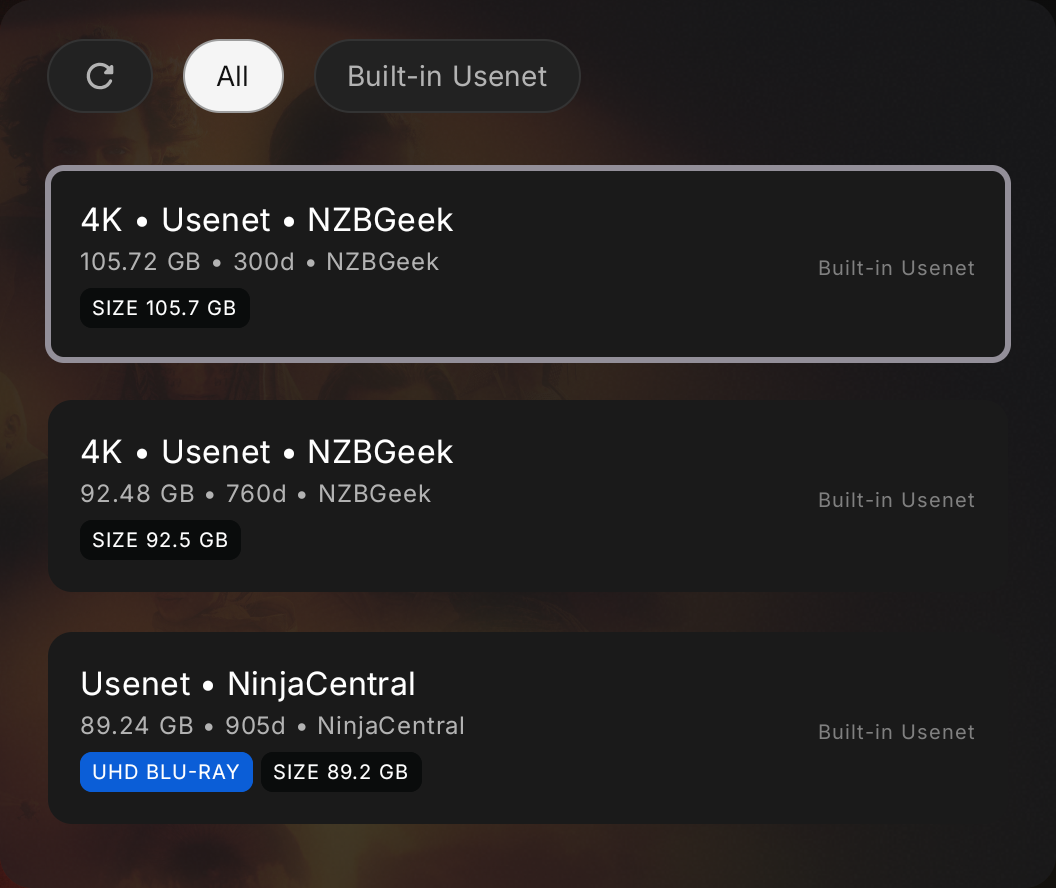 All
Built-in Usenet
4K • Usenet • NZBGeek
105.72 GB • 300d • NZBGeek
SIZE 105.7 GB
Built-in Usenet
4K • Usenet • NZBGeek
92.48 GB • 760d • NZBGeek
SIZE 92.5 GB
Built-in Usenet
Usenet • NinjaCentral
89.24 GB • 905d • NinjaCentral
UHD BLU-RAY SIZE 89.2 GB
Built-in Usenet